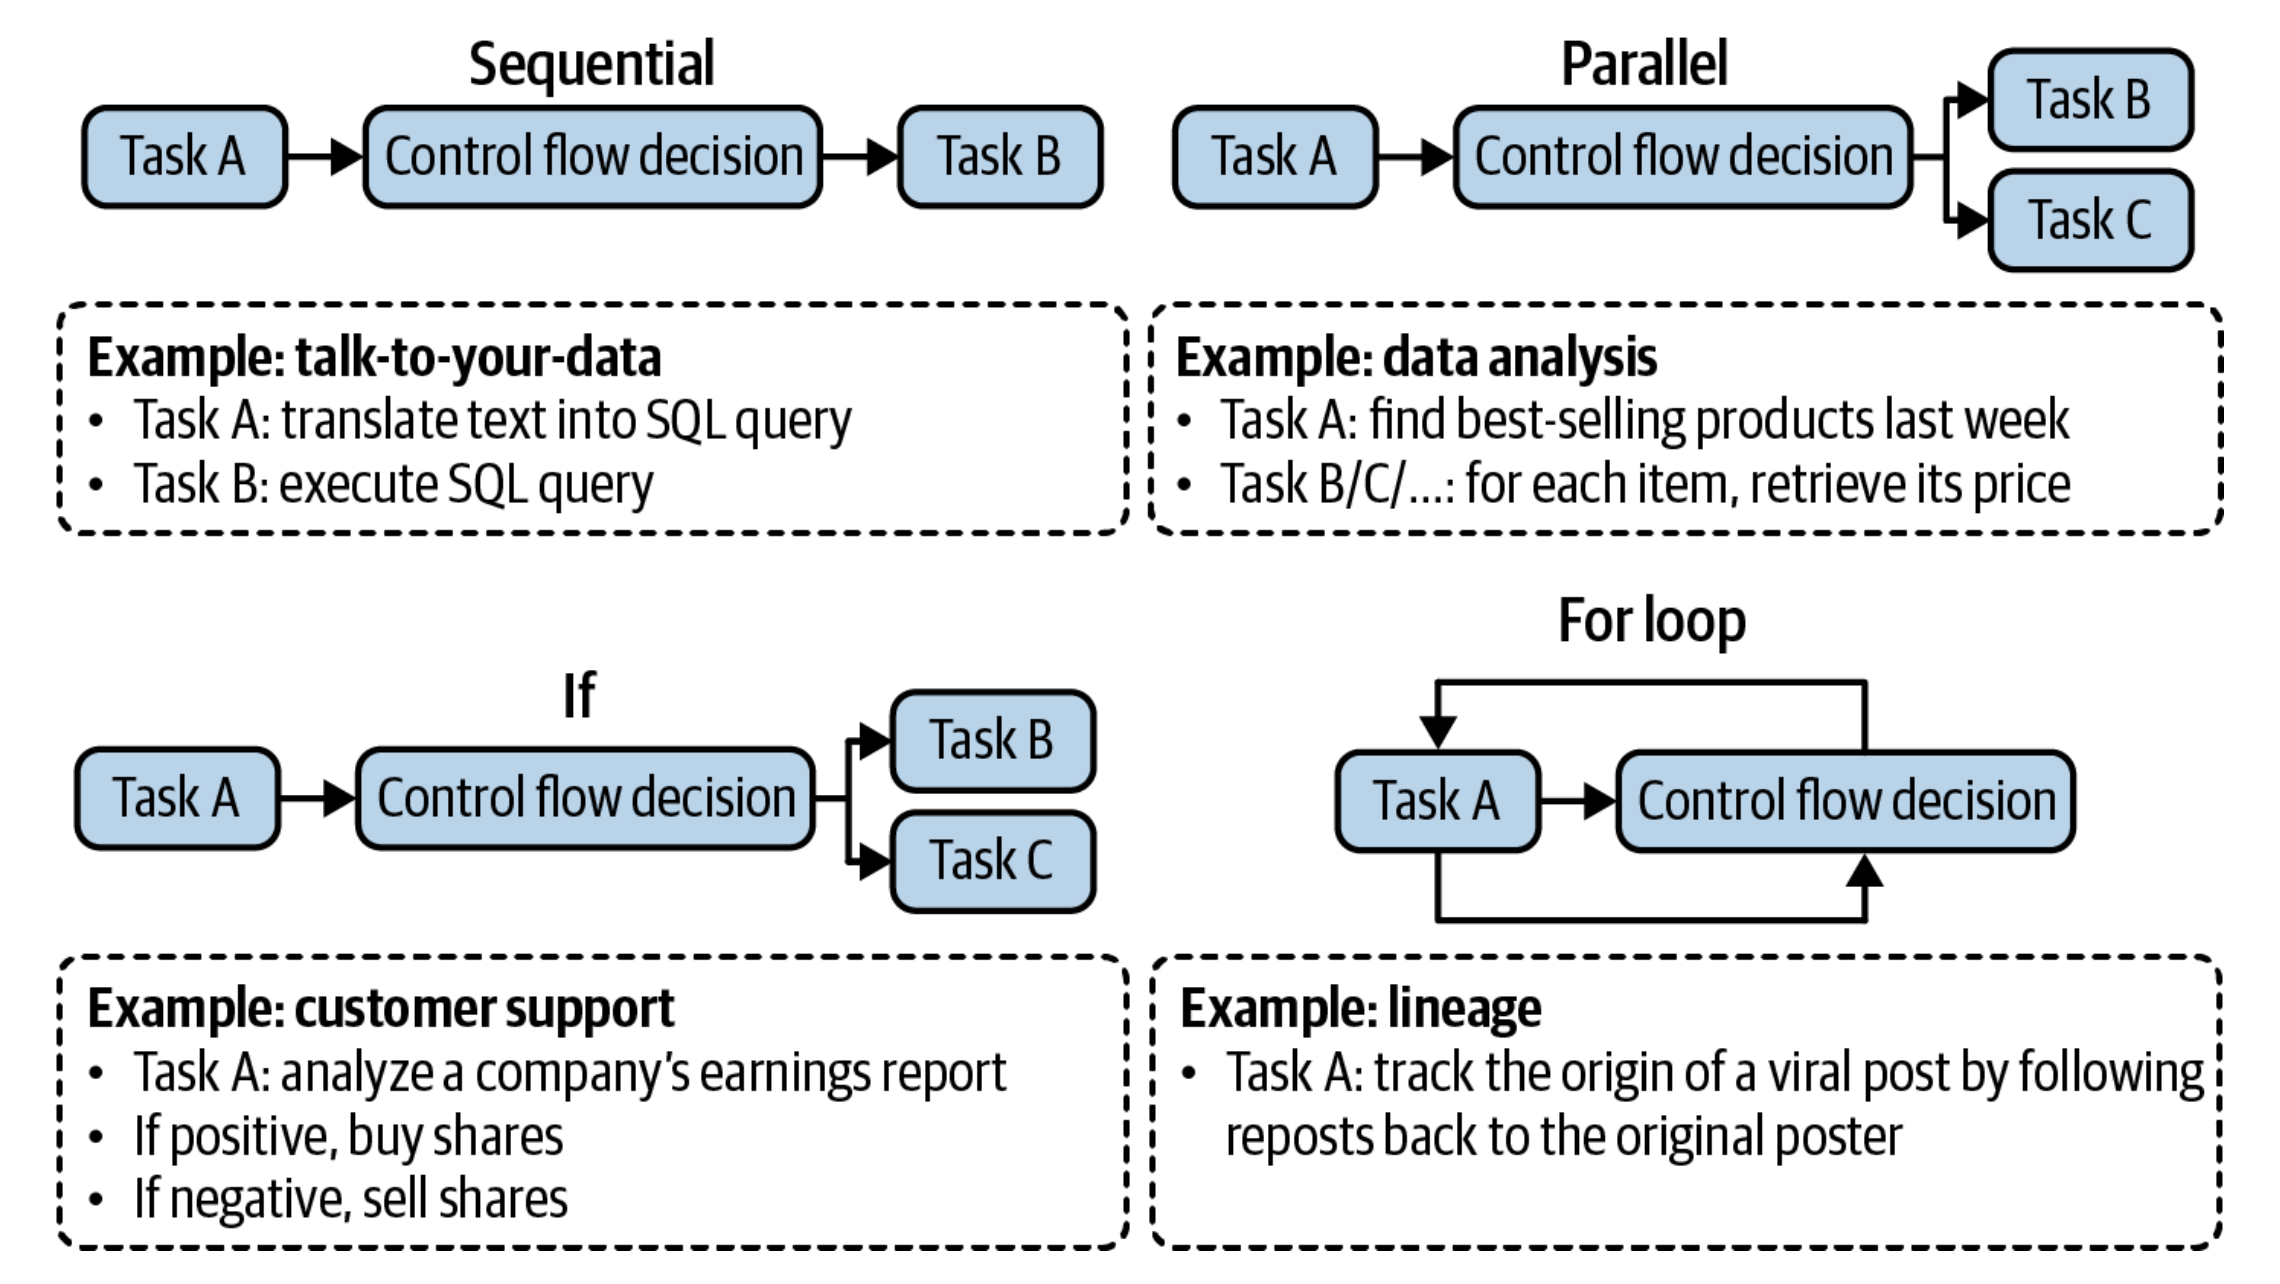 Sequential
Task A
Control flow decision
Task B
Parallel
Task A
Control flow decision
Task B
Task C
Example: talk-to-your-data
• Task A: translate text into SQL query
• Task B: execute SQL query
Example: data analysis
• Task A: find best-selling products last week
• Task B/C/...: for each item, retrieve its price
If
Task A
Control flow decision
Task B
Task C
For loop
Task A
Control flow decision
Example: customer support
• Task A: analyze a company’s earnings report
• If positive, buy shares
• If negative, sell shares
Example: lineage
• Task A: track the origin of a viral post by following
reposts back to the original poster